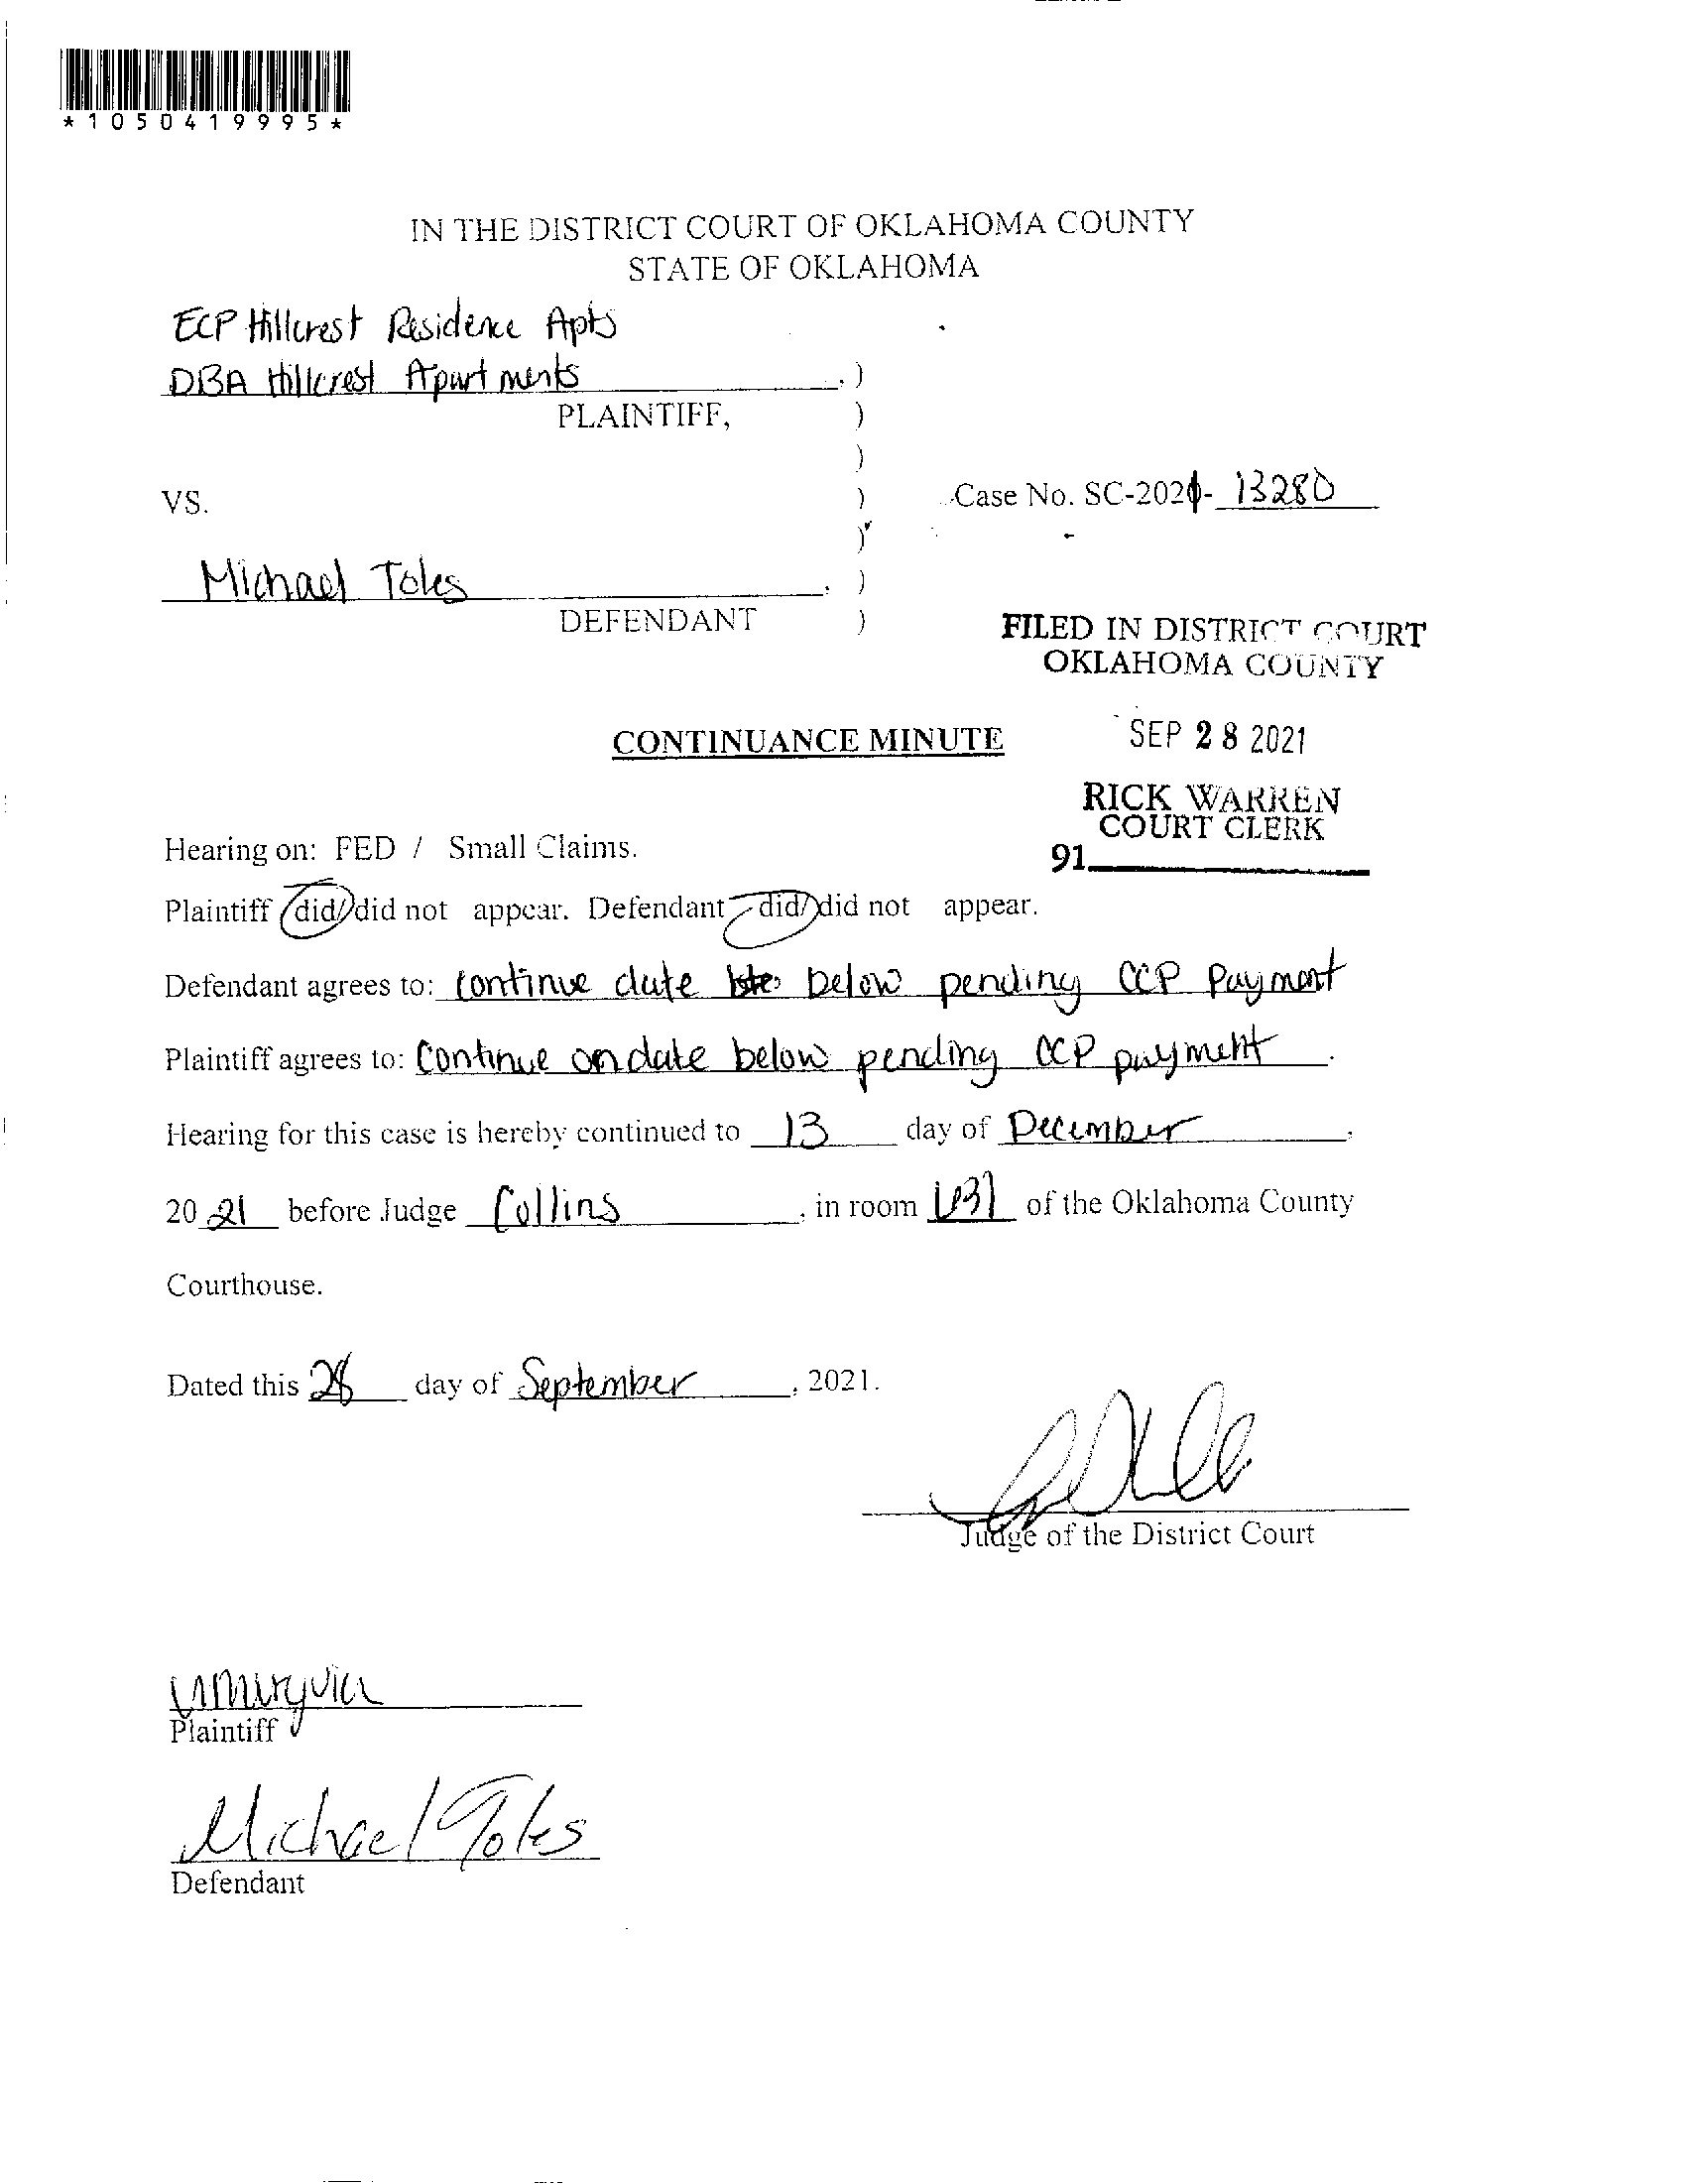 *1050419995*
IN THE DISTRICT COURT OF OKLAHOMA COUNTY
STATE OF OKLAHOMA
ECP Hillcrest Residence Apts
DBA Hillcrest Apartments , )
PLAINTIFF, )
)
VS. ) Case No. SC-2021- 13280
)
Michael Toles , )
DEFENDANT )
FILED IN DISTRICT COURT
OKLAHOMA COUNTY
CONTINUANCE MINUTE
SEP 28 2021
RICK WARREN
COURT CLERK
91
Hearing on: FED / Small Claims.
Plaintiff did/did not appear. Defendant did/did not appear.
Defendant agrees to: Continue date below pending CCP Payment
Plaintiff agrees to: Continue on date below pending CCP payment .
Hearing for this case is hereby continued to 13 day of December ,
20 21 before Judge Collins , in room of the Oklahoma County
Courthouse.
Dated this 28 day of September , 2021.
Judge of the District Court
Plaintiff
Michael Toles
Defendant